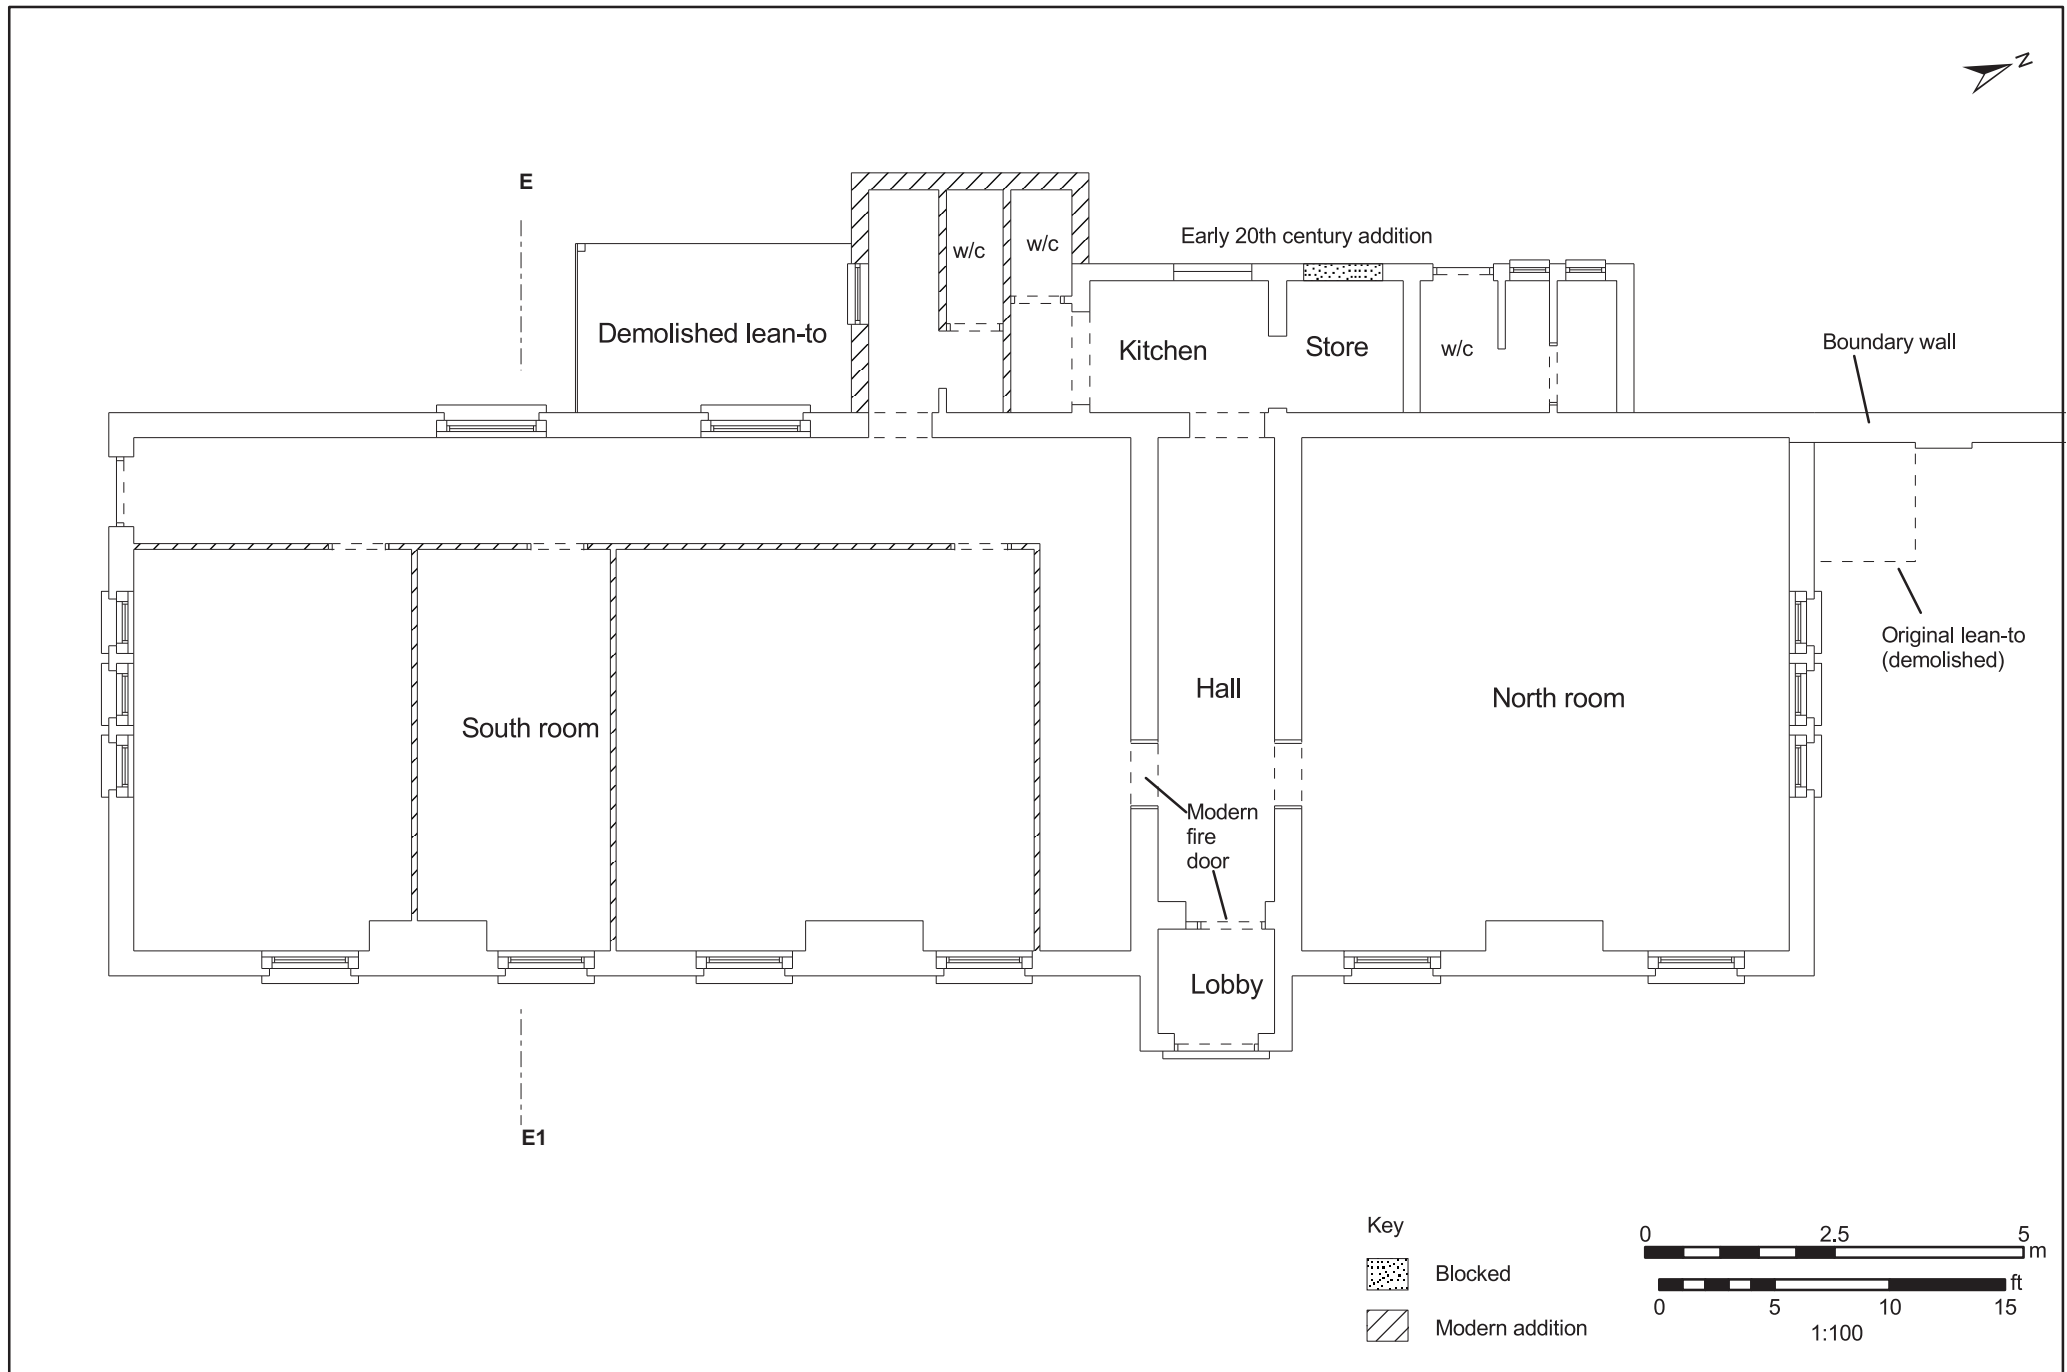 N
E
w/c
w/c
Early 20th century addition
Demolished lean-to
Kitchen
Store
w/c
Boundary wall
Original lean-to
(demolished)
Hall
North room
South room
Modern
fire
door
Lobby
E1
Key
Blocked
Modern addition
0 2.5 5
m
ft
0 5 10 15
1:100